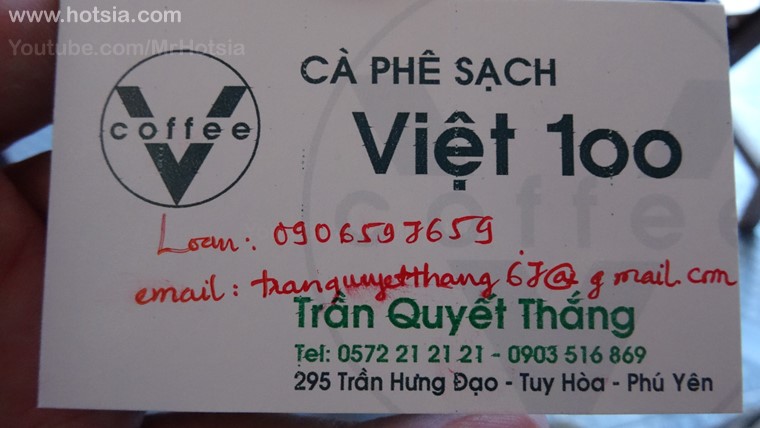 www.hotsia.com
Youtube.com/MrHotsia
V
coffee
CÀ PHÊ SẠCH
Việt 100
Loan: 0906597659
email: tranquyetthang67@gmail.com
Trần Quyết Thắng
Tel: 0572 21 21 21 - 0903 516 869
295 Trần Hưng Đạo - Tuy Hòa - Phú Yên